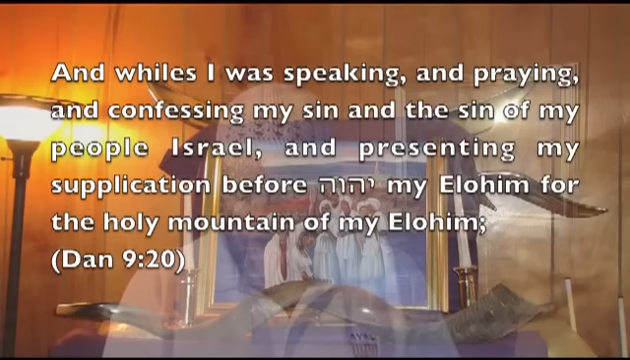 And whiles I was speaking, and praying,
and confessing my sin and the sin of my
people Israel, and presenting my
supplication before יהוה my Elohim for
the holy mountain of my Elohim;
(Dan 9:20)